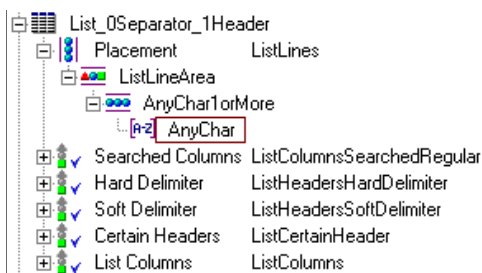 List_0Separator_1Header
Placement ListLines
ListLineArea
AnyChar1orMore
A-Z AnyChar
Searched Columns ListColumnsSearchedRegular
Hard Delimiter ListHeadersHardDelimiter
Soft Delimiter ListHeadersSoftDelimiter
Certain Headers ListCertainHeader
List Columns ListColumns